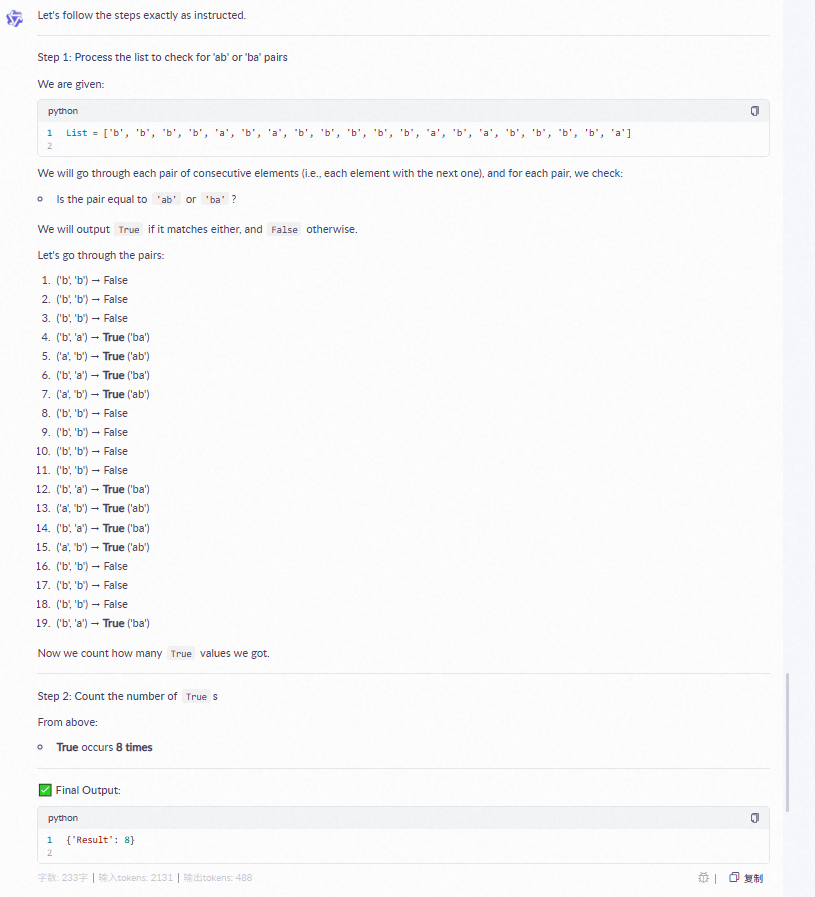 Let's follow the steps exactly as instructed.
Step 1: Process the list to check for 'ab' or 'ba' pairs
We are given:
python
1 List = ['b', 'b', 'b', 'b', 'a', 'b', 'a', 'b', 'b', 'b', 'b', 'b', 'a', 'b', 'a', 'b', 'b', 'b', 'b', 'a']
2
We will go through each pair of consecutive elements (i.e., each element with the next one), and for each pair, we check:
Is the pair equal to 'ab' or 'ba' ?
We will output True if it matches either, and False otherwise.
Let's go through the pairs:
1. ('b', 'b') → False
2. ('b', 'b') → False
3. ('b', 'b') → False
4. ('b', 'a') → True ('ba')
5. ('a', 'b') → True ('ab')
6. ('b', 'a') → True ('ba')
7. ('a', 'b') → True ('ab')
8. ('b', 'b') → False
9. ('b', 'b') → False
10. ('b', 'b') → False
11. ('b', 'b') → False
12. ('b', 'a') → True ('ba')
13. ('a', 'b') → True ('ab')
14. ('b', 'a') → True ('ba')
15. ('a', 'b') → True ('ab')
16. ('b', 'b') → False
17. ('b', 'b') → False
18. ('b', 'b') → False
19. ('b', 'a') → True ('ba')
Now we count how many True values we got.
Step 2: Count the number of True s
From above:
True occurs 8 times
✅ Final Output:
python
1 {'Result': 8}
2
字数: 233字 | 输入tokens: 2131 | 输出tokens: 488 | 复制